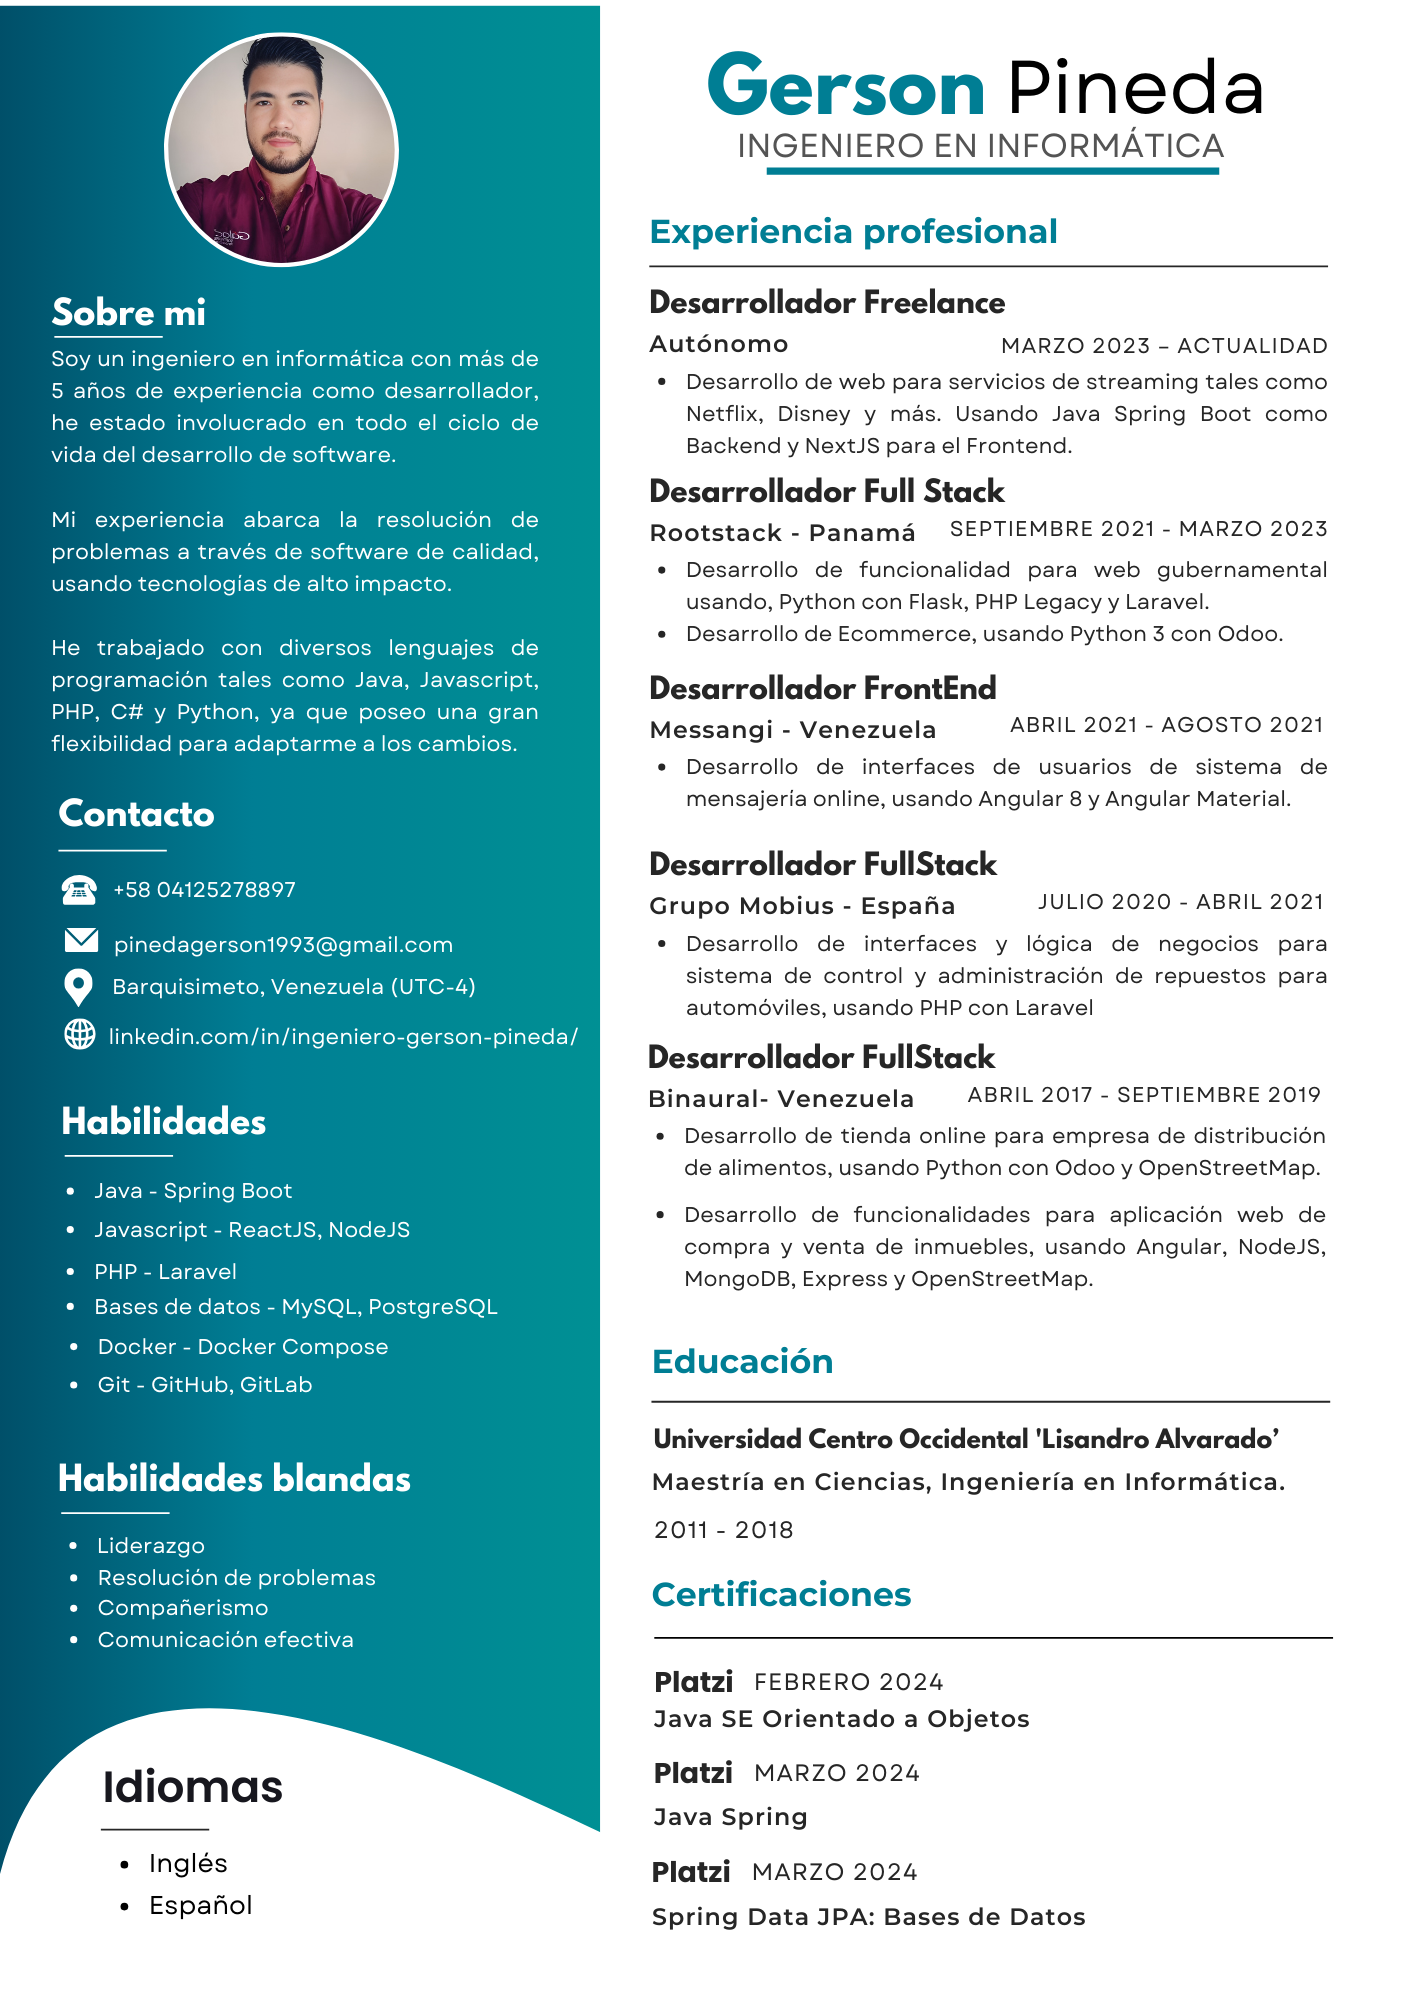 Sobre mi
Soy un ingeniero en informática con más de
5 años de experiencia como desarrollador,
he estado involucrado en todo el ciclo de
vida del desarrollo de software.
Mi experiencia abarca la resolución de
problemas a través de software de calidad,
usando tecnologías de alto impacto.
He trabajado con diversos lenguajes de
programación tales como Java, Javascript,
PHP, C# y Python, ya que poseo una gran
flexibilidad para adaptarme a los cambios.
Contacto
+58 04125278897
pinedagerson1993@gmail.com
Barquisimeto, Venezuela (UTC-4)
linkedin.com/in/ingeniero-gerson-pineda/
Habilidades
• Java - Spring Boot
• Javascript - ReactJS, NodeJS
• PHP - Laravel
• Bases de datos - MySQL, PostgreSQL
• Docker - Docker Compose
• Git - GitHub, GitLab
Habilidades blandas
• Liderazgo
• Resolución de problemas
• Compañerismo
• Comunicación efectiva
Idiomas
• Inglés
• Español
Gerson Pineda
INGENIERO EN INFORMÁTICA
Experiencia profesional
Desarrollador Freelance
Autónomo MARZO 2023 – ACTUALIDAD
• Desarrollo de web para servicios de streaming tales como
Netflix, Disney y más. Usando Java Spring Boot como
Backend y NextJS para el Frontend.
Desarrollador Full Stack
Rootstack - Panamá SEPTIEMBRE 2021 - MARZO 2023
• Desarrollo de funcionalidad para web gubernamental
usando, Python con Flask, PHP Legacy y Laravel.
• Desarrollo de Ecommerce, usando Python 3 con Odoo.
Desarrollador FrontEnd
Messangi - Venezuela ABRIL 2021 - AGOSTO 2021
• Desarrollo de interfaces de usuarios de sistema de
mensajería online, usando Angular 8 y Angular Material.
Desarrollador FullStack
Grupo Mobius - España JULIO 2020 - ABRIL 2021
• Desarrollo de interfaces y lógica de negocios para
sistema de control y administración de repuestos para
automóviles, usando PHP con Laravel
Desarrollador FullStack
Binaural- Venezuela ABRIL 2017 - SEPTIEMBRE 2019
• Desarrollo de tienda online para empresa de distribución
de alimentos, usando Python con Odoo y OpenStreetMap.
• Desarrollo de funcionalidades para aplicación web de
compra y venta de inmuebles, usando Angular, NodeJS,
MongoDB, Express y OpenStreetMap.
Educación
Universidad Centro Occidental 'Lisandro Alvarado’
Maestría en Ciencias, Ingeniería en Informática.
2011 - 2018
Certificaciones
Platzi FEBRERO 2024
Java SE Orientado a Objetos
Platzi MARZO 2024
Java Spring
Platzi MARZO 2024
Spring Data JPA: Bases de Datos